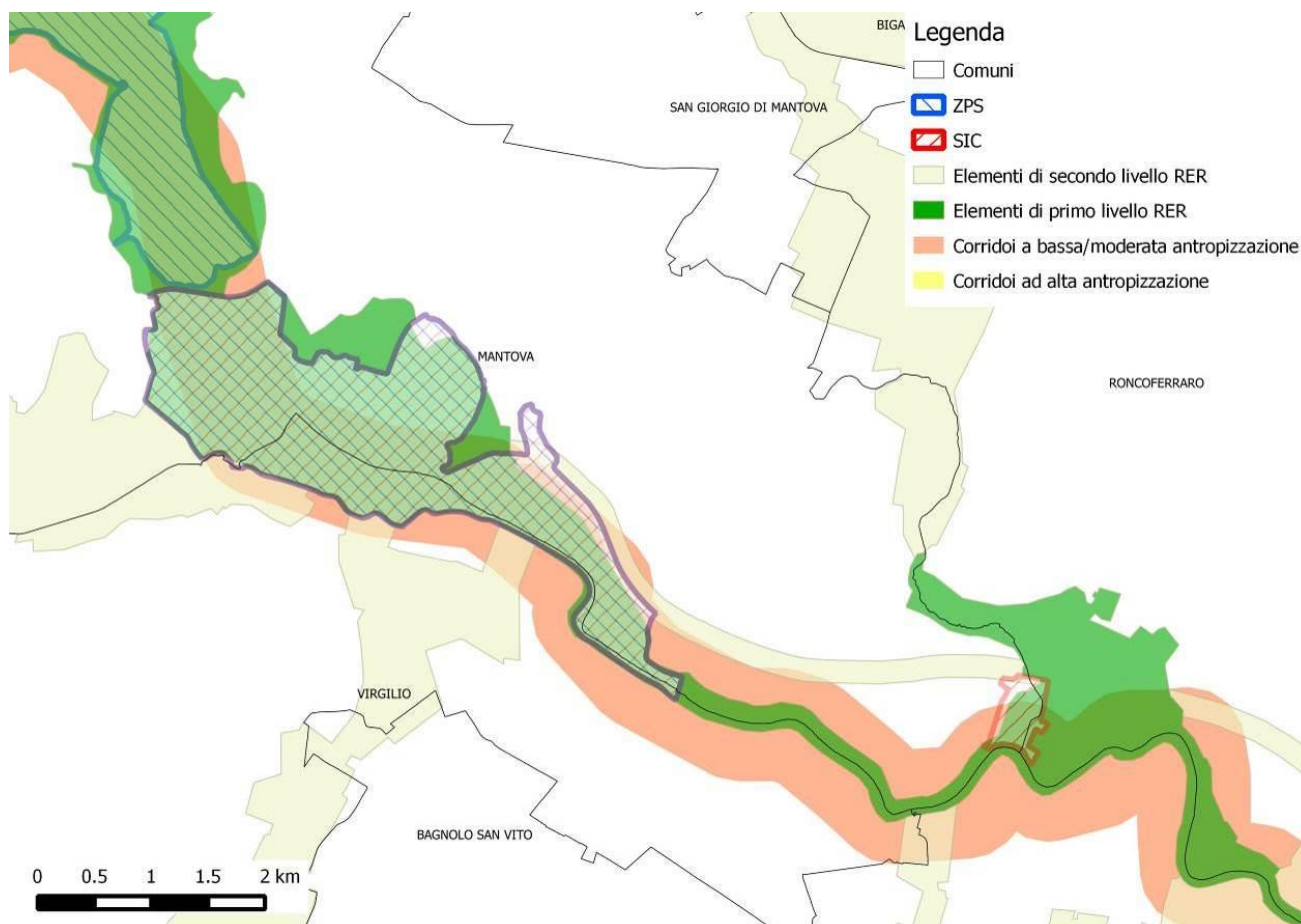 BIGA
Legenda
Comuni
ZPS
SIC
Elementi di secondo livello RER
Elementi di primo livello RER
Corridoi a bassa/moderata antropizzazione
Corridoi ad alta antropizzazione
SAN GIORGIO DI MANTOVA
MANTOVA
RONCOFERRARO
VIRGILIO
BAGNOLO SAN VITO
0 0.5 1 1.5 2 km